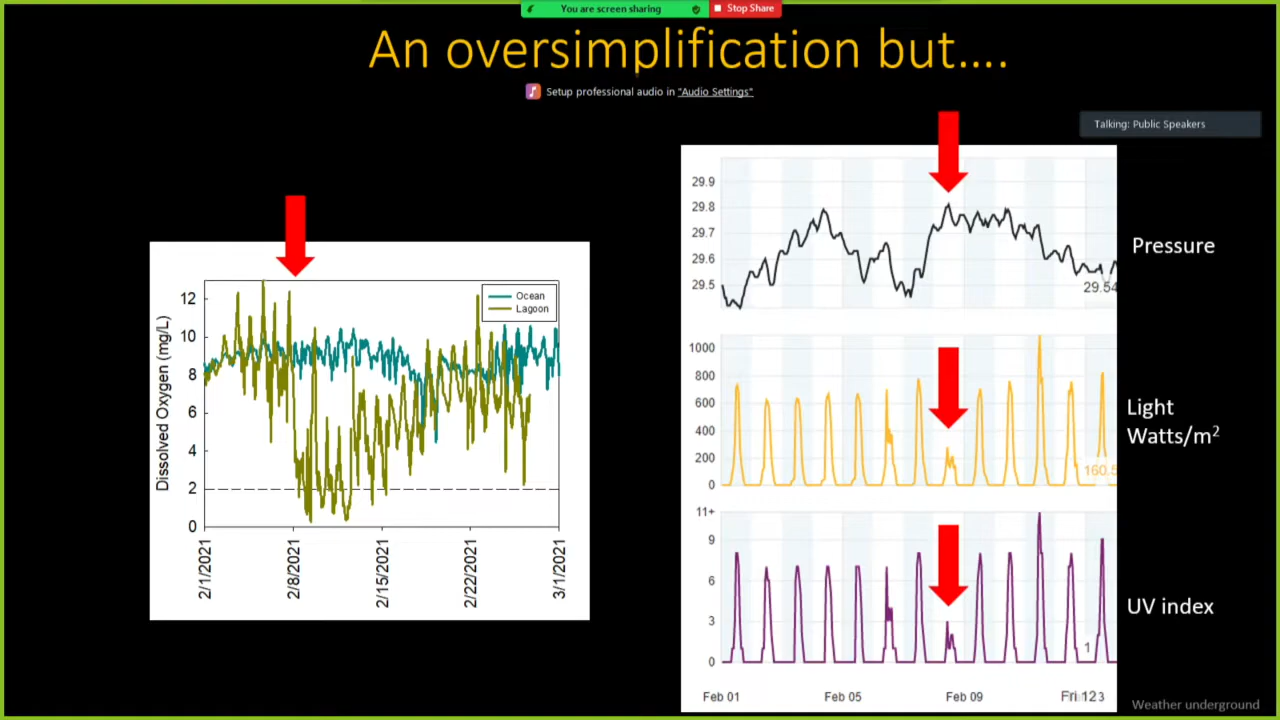 You are screen sharing
Stop Share
An oversimplification but....
Setup professional audio in "Audio Settings"
Talking: Public Speakers
Ocean
Lagoon
Dissolved Oxygen (mg/L)
12
10
8
6
4
2
0
2/1/2021
2/8/2021
2/15/2021
2/22/2021
3/1/2021
29.9
29.8
29.7
29.6
29.5
29.54
Pressure
1000
800
600
400
200
0
160.5
Light
Watts/m²
11+
9
6
3
0
1
UV index
Feb 01
Feb 05
Feb 09
Fri 12 3
Weather underground